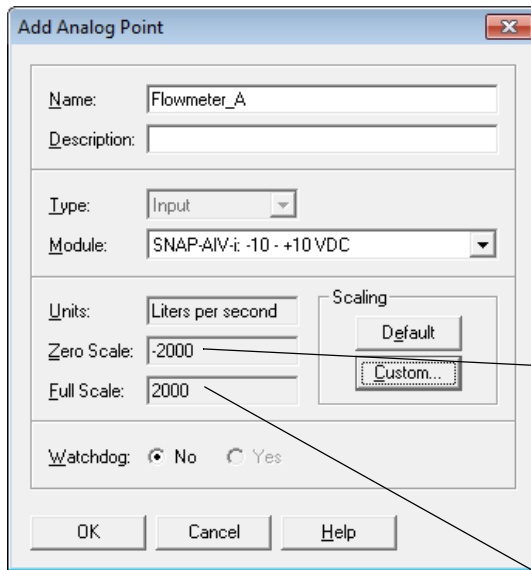 Add Analog Point
Name: Flowmeter_A
Description:
Type: Input
Module: SNAP-AIV-i: -10 - +10 VDC
Units: Liters per second
Scaling
Default
Zero Scale: -2000
Custom...
Full Scale: 2000
Watchdog: No Yes
OK Cancel Help